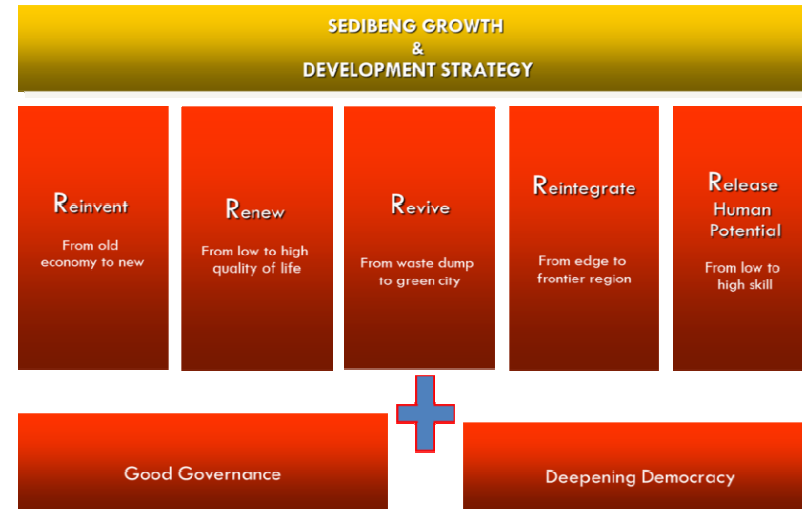 SEDIBENG GROWTH
&
DEVELOPMENT STRATEGY
Reinvent
From old
economy to new
Renew
From low to high
quality of life
Revive
From waste dump
to green city
Reintegrate
From edge to
frontier region
Release
Human
Potential
From low to
high skill
Good Governance
Deepening Democracy